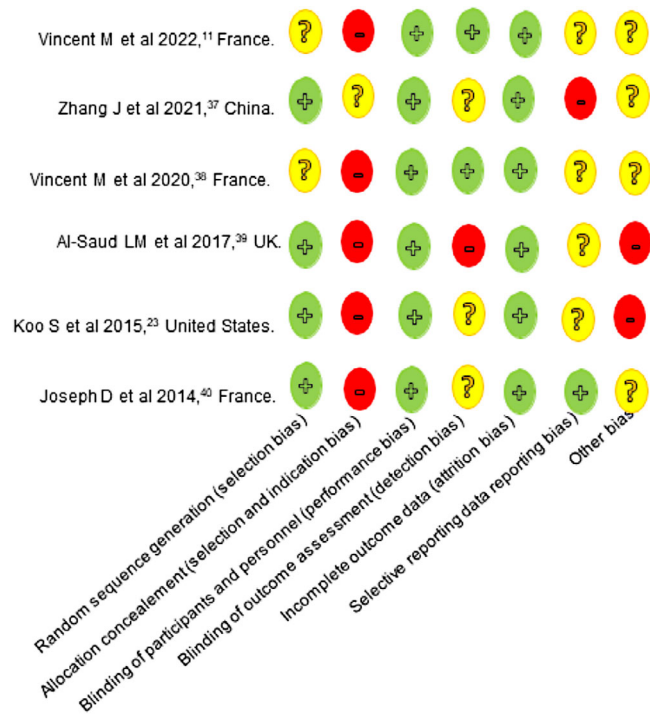 Vincent M et al 2022,¹¹ France. ? - + + + ? ?
Zhang J et al 2021,³⁷ China. + ? + ? + - ?
Vincent M et al 2020,³⁸ France. ? - + + + ? ?
Al-Saud LM et al 2017,³⁹ UK. + - + - + ? -
Koo S et al 2015,²³ United States. + - + ? + ? -
Joseph D et al 2014,⁴⁰ France. + - + ? + + ?
Random sequence generation (selection bias)
Allocation concealement (selection and indication bias)
Blinding of participants and personnel (performance bias)
Blinding of outcome assessment (detection bias)
Incomplete outcome data (attrition bias)
Selective reporting data reporting bias)
Other bias